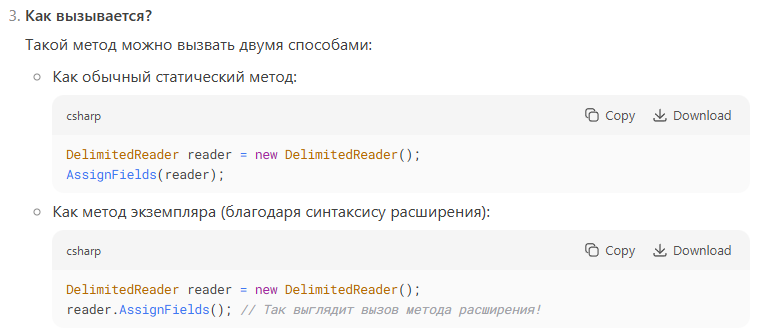 3. Как вызывается?
Такой метод можно вызвать двумя способами:
Как обычный статический метод:
csharp
Copy
Download
DelimitedReader reader = new DelimitedReader();
AssignFields(reader);
Как метод экземпляра (благодаря синтаксису расширения):
csharp
Copy
Download
DelimitedReader reader = new DelimitedReader();
reader.AssignFields(); // Так выглядит вызов метода расширения!